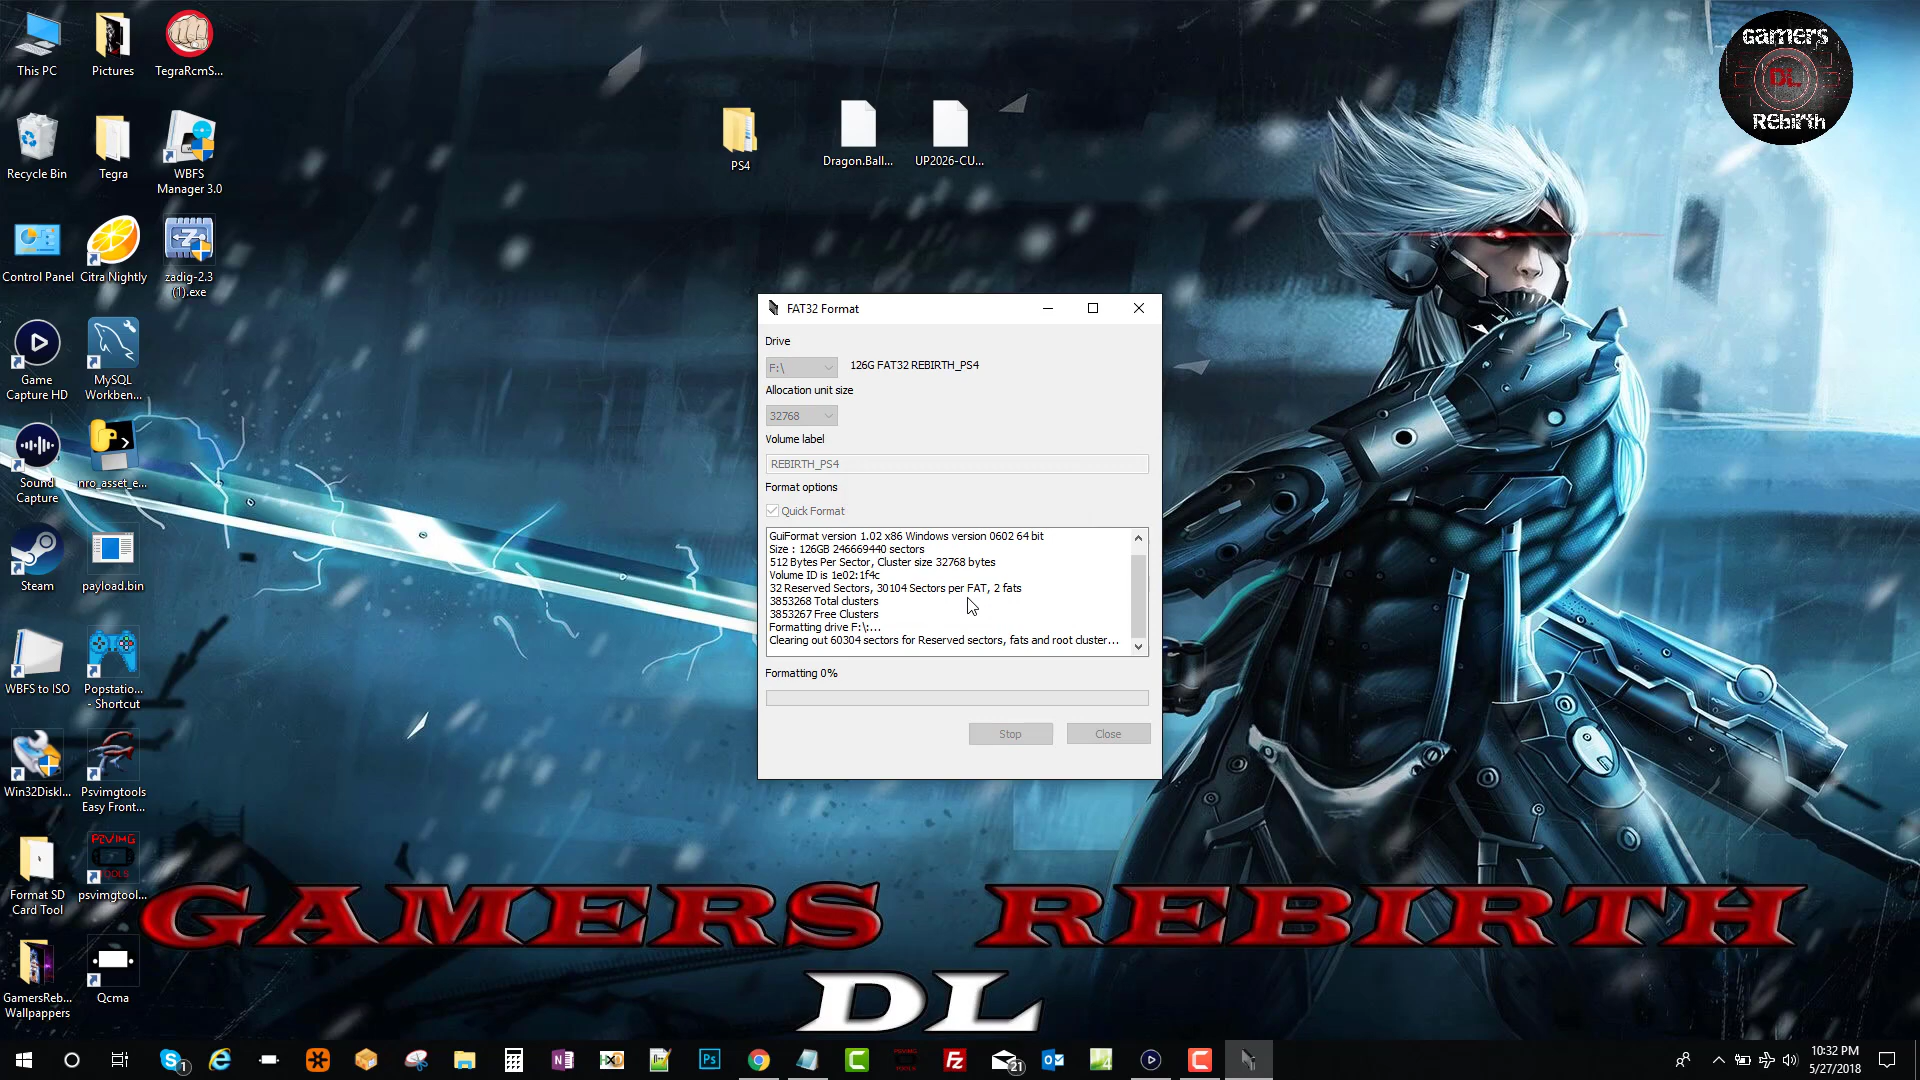 This PC
Pictures
TegraRcmS...
Recycle Bin
Tegra
WBFS
Manager 3.0
Control Panel
Citra Nightly
zadig-2.3
(1).exe
Game
Capture HD
MySQL
Workben...
Sound
Capture
nro_asset_e...
Steam
payload.bin
WBFS to ISO
Popstatio...
- Shortcut
Win32DiskI...
Psvimgtools
Easy Front...
PSVIMG
TOOLS
Format SD
Card Tool
psvimgtool...
GamersReb...
Wallpappers
Qcma
PS4
Dragon.Ball...
UP2026-CU...
Gamers
DL
REbirth
FAT32 Format
Drive
F:\
126G FAT32 REBIRTH_PS4
Allocation unit size
32768
Volume label
REBIRTH_PS4
Format options
Quick Format
GuiFormat version 1.02 x86 Windows version 0602 64 bit
Size : 126GB 246669440 sectors
512 Bytes Per Sector, Cluster size 32768 bytes
Volume ID is 1e02:1f4c
32 Reserved Sectors, 30104 Sectors per FAT, 2 fats
3853268 Total clusters
3853267 Free Clusters
Formatting drive F:\:...
Clearing out 60304 sectors for Reserved sectors, fats and root cluster...
Formatting 0%
Stop
Close
GAMERS REBIRTH
DL
10:32 PM
5/27/2018
1
21